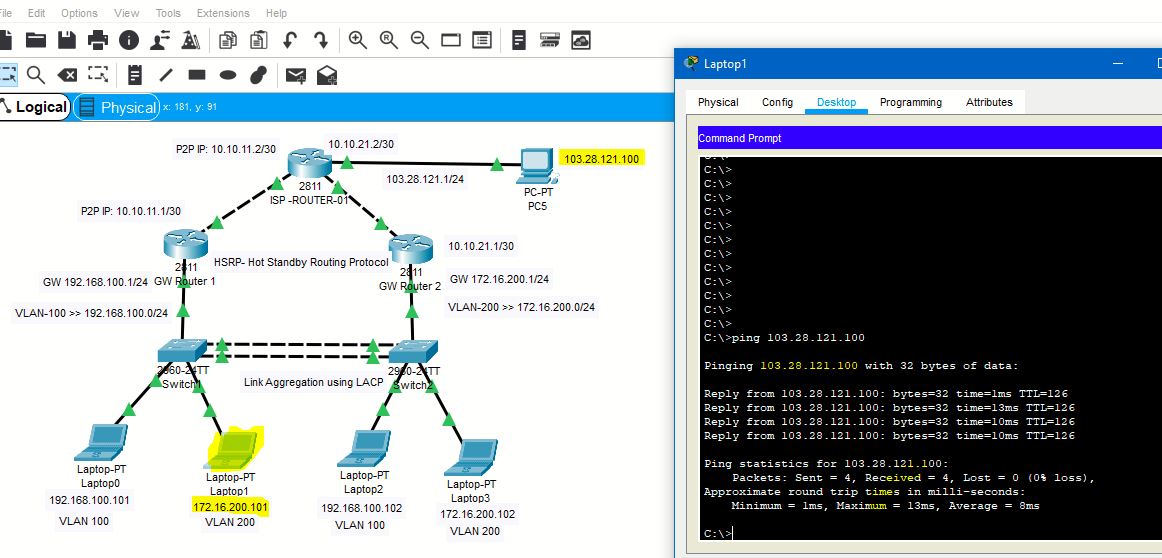 File Edit Options View Tools Extensions Help
Logical Physical x: 181, y: 91
P2P IP: 10.10.11.2/30
10.10.21.2/30
103.28.121.100
2811
ISP -ROUTER-01
103.28.121.1/24
PC-PT
PC5
P2P IP: 10.10.11.1/30
2811
GW Router 1
HSRP- Hot Standby Routing Protocol
10.10.21.1/30
2811
GW Router 2
GW 192.168.100.1/24
GW 172.16.200.1/24
VLAN-100 >> 192.168.100.0/24
VLAN-200 >> 172.16.200.0/24
2960-24TT
Switch1
Link Aggregation using LACP
2960-24TT
Switch2
Laptop-PT
Laptop0
192.168.100.101
VLAN 100
Laptop-PT
Laptop1
172.16.200.101
VLAN 200
Laptop-PT
Laptop2
192.168.100.102
VLAN 100
Laptop-PT
Laptop3
172.16.200.102
VLAN 200
Laptop1
Physical Config Desktop Programming Attributes
Command Prompt
C:\>
C:\>
C:\>
C:\>
C:\>
C:\>
C:\>
C:\>
C:\>
C:\>
C:\>
C:\>
C:\>
C:\>ping 103.28.121.100
Pinging 103.28.121.100 with 32 bytes of data:
Reply from 103.28.121.100: bytes=32 time=1ms TTL=126
Reply from 103.28.121.100: bytes=32 time=13ms TTL=126
Reply from 103.28.121.100: bytes=32 time=10ms TTL=126
Reply from 103.28.121.100: bytes=32 time=10ms TTL=126
Ping statistics for 103.28.121.100:
Packets: Sent = 4, Received = 4, Lost = 0 (0% loss),
Approximate round trip times in milli-seconds:
Minimum = 1ms, Maximum = 13ms, Average = 8ms
C:\>